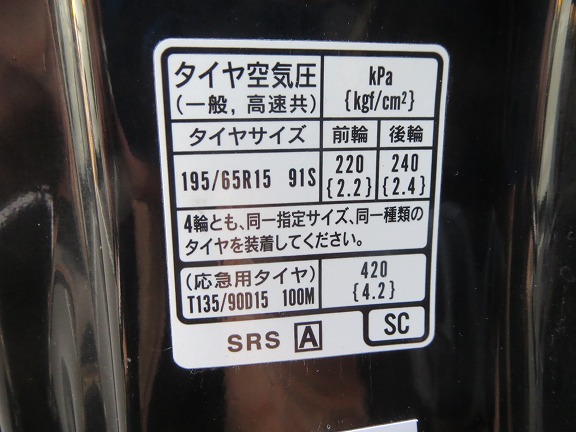 タイヤ空気圧
(一般, 高速共)
kPa
{kgf/cm²}
タイヤサイズ 前輪 後輪
195/65R15 91S 220 240
{2.2} {2.4}
4輪とも、同一指定サイズ、同一種類の
タイヤを装着してください。
(応急用タイヤ) 420
T135/90D15 100M {4.2}
SRS A SC